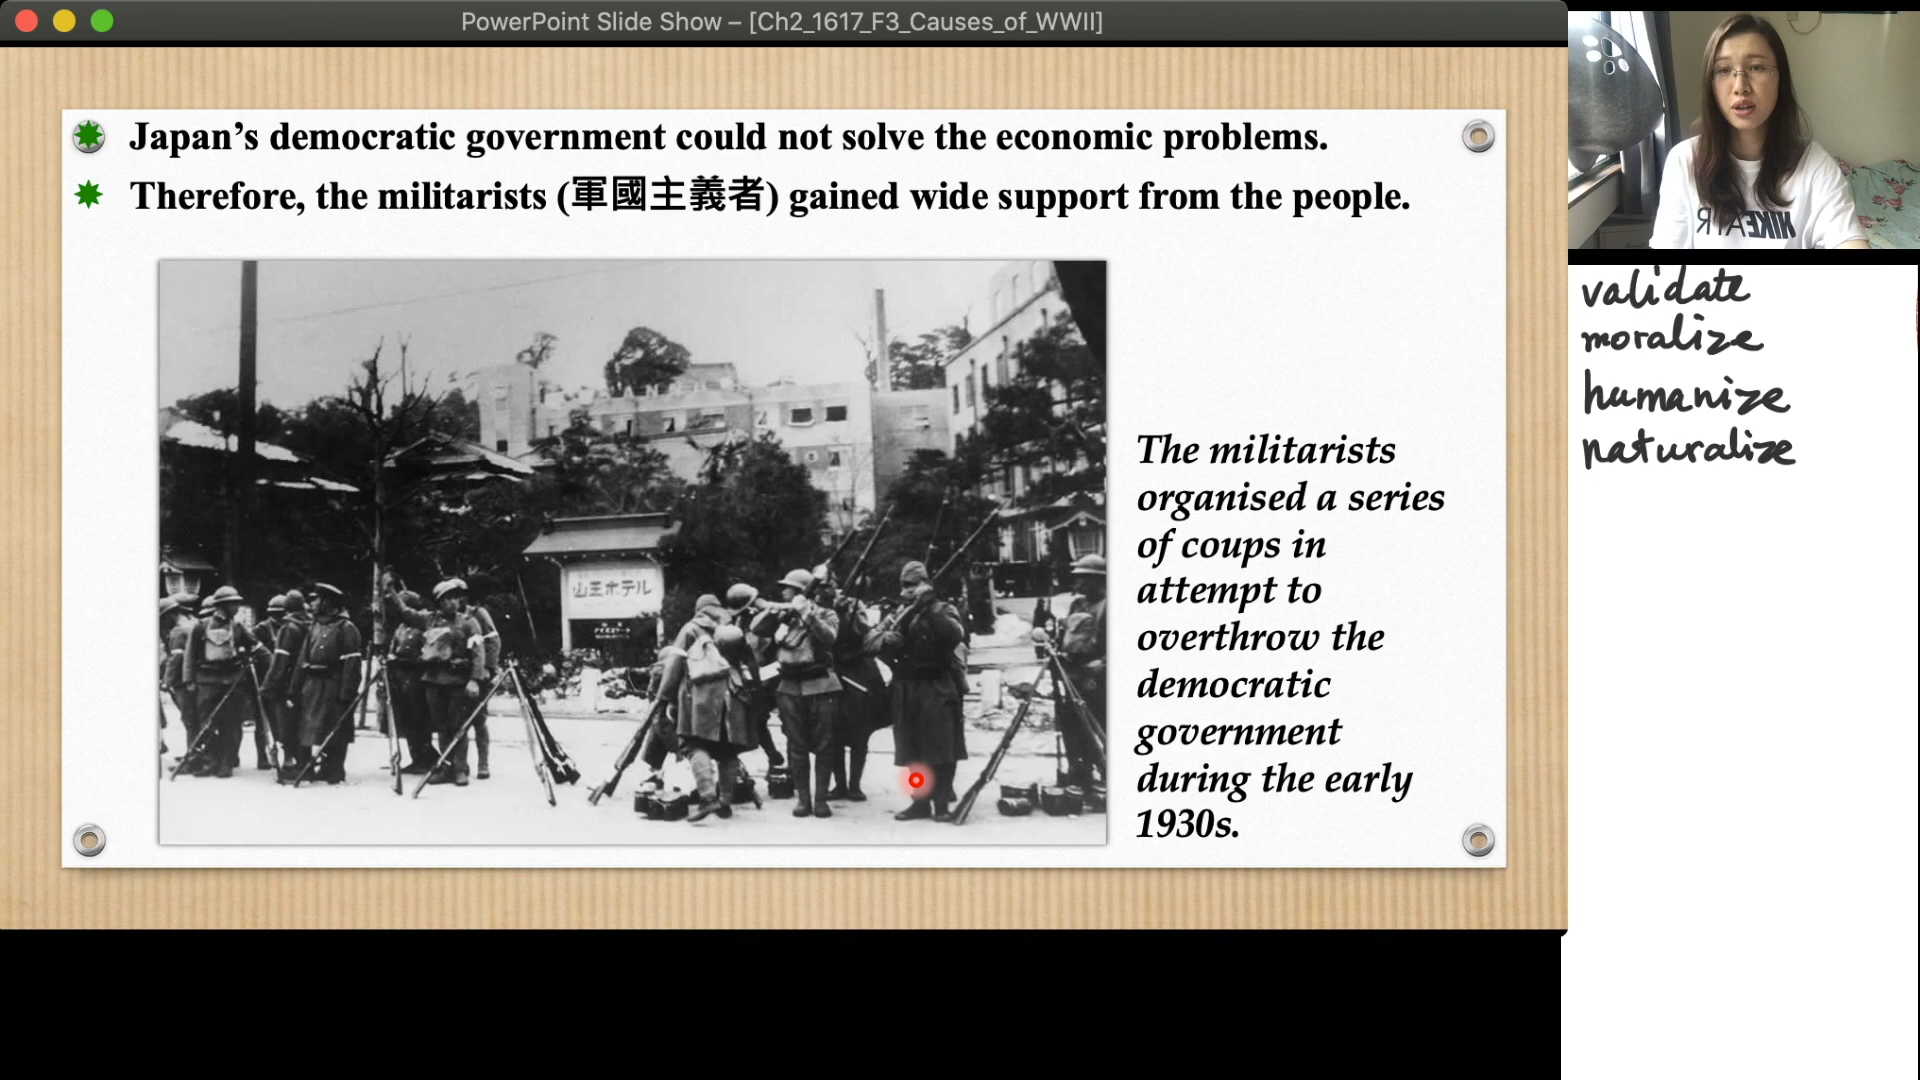 PowerPoint Slide Show – [Ch2_1617_F3_Causes_of_WWII]
Japan’s democratic government could not solve the economic problems.
Therefore, the militarists (軍國主義者) gained wide support from the people.
山王ホテル
The militarists
organised a series
of coups in
attempt to
overthrow the
democratic
government
during the early
1930s.
NIKE AIR
validate
moralize
humanize
naturalize